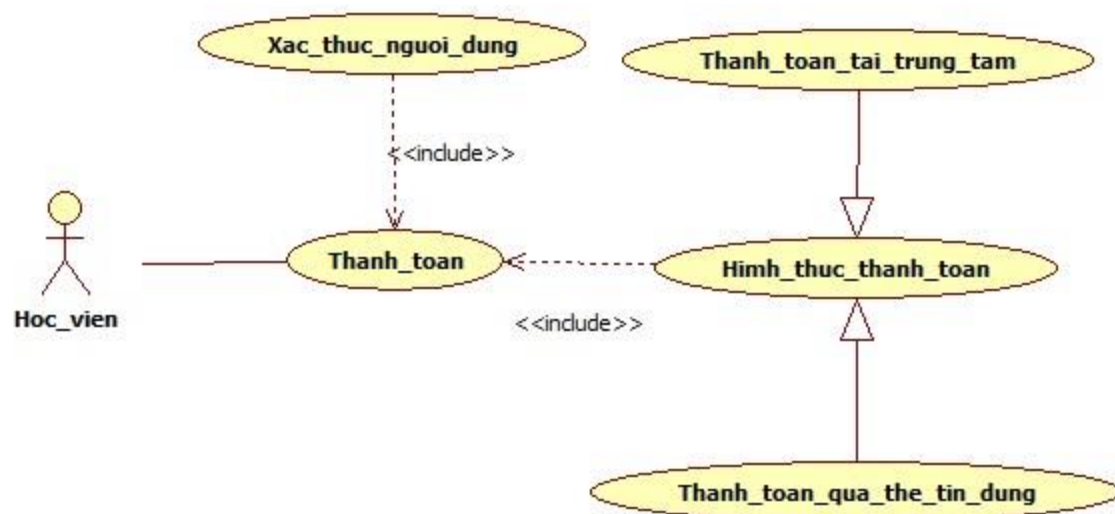 Xac_thuc_nguoi_dung
Thanh_toan_tai_trung_tam
<<include>>
Thanh_toan
Himh_thuc_thanh_toan
Hoc_vien
<<include>>
Thanh_toan_qua_the_tin_dung